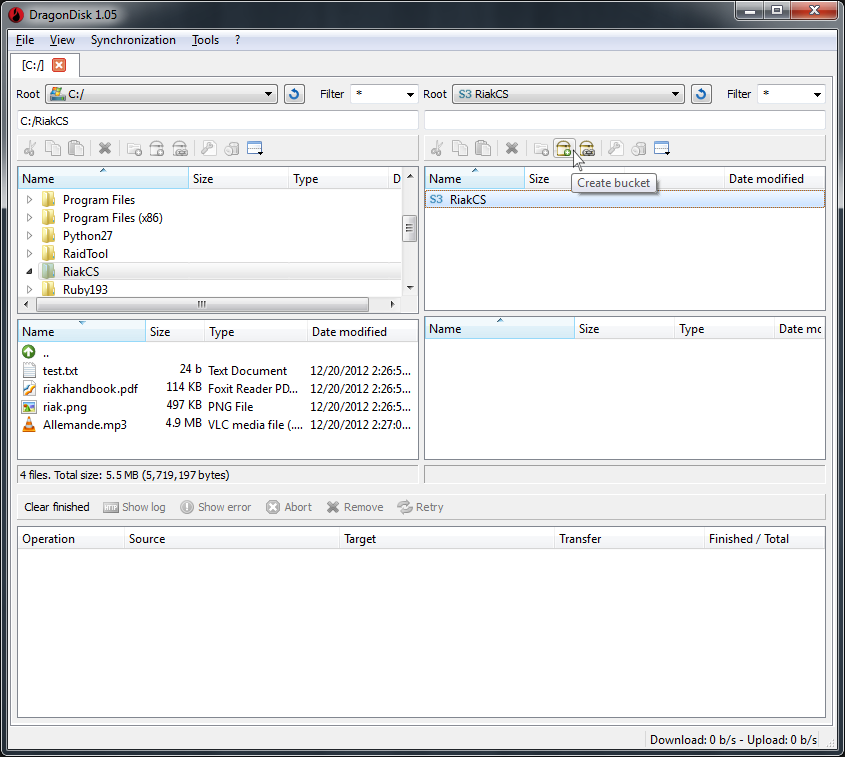 DragonDisk 1.05
File View Synchronization Tools ?
[C:/]
Root C:/ Filter * Root S3 RiakCS Filter *
C:/RiakCS
Create bucket
Name Size Type D
Program Files
Program Files (x86)
Python27
RaidTool
RiakCS
Ruby193
Name Size Date modified
S3 RiakCS
Name Size Type Date modified
..
test.txt 24 b Text Document 12/20/2012 2:26:5...
riakhandbook.pdf 114 KB Foxit Reader PD... 12/20/2012 2:26:5...
riak.png 497 KB PNG File 12/20/2012 2:26:5...
Allemande.mp3 4.9 MB VLC media file (.... 12/20/2012 2:27:0...
Name Size Type Date mo
4 files. Total size: 5.5 MB (5,719,197 bytes)
Clear finished Show log Show error Abort Remove Retry
Operation Source Target Transfer Finished / Total
Download: 0 b/s - Upload: 0 b/s